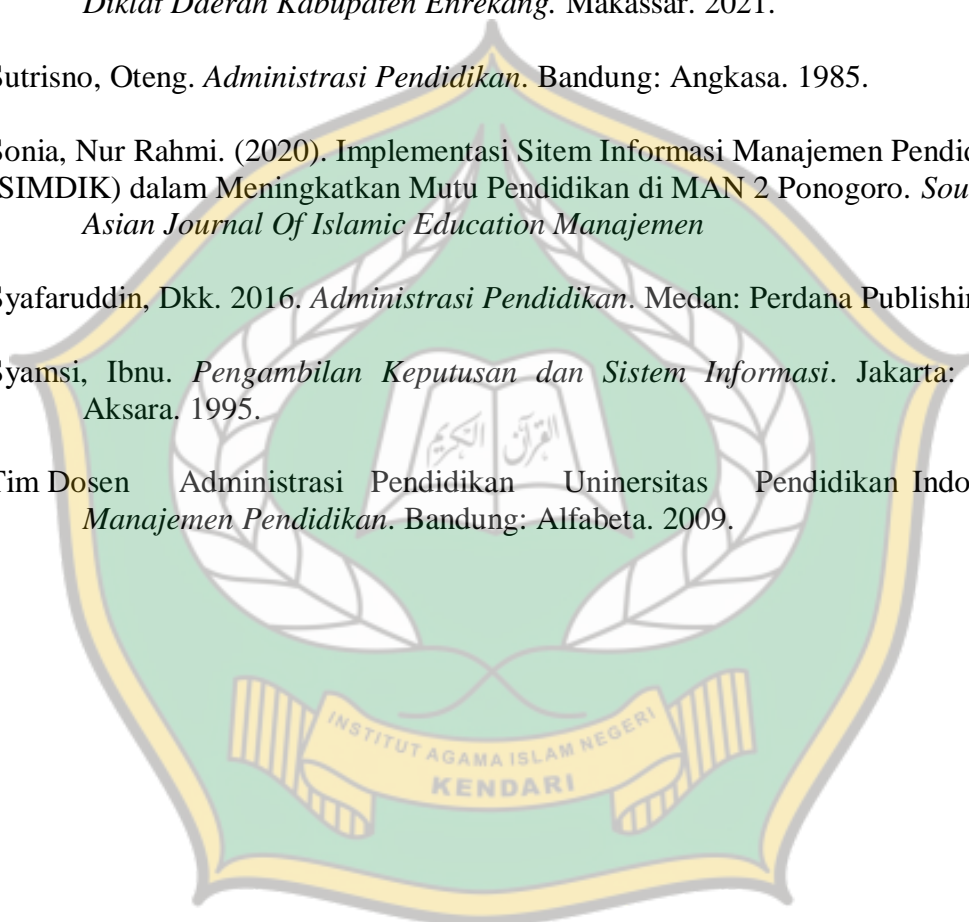 Diklat Daerah Kabupaten Enrekang. Makassar. 2021.
Sutrisno, Oteng. Administrasi Pendidikan. Bandung: Angkasa. 1985.
Sonia, Nur Rahmi. (2020). Implementasi Sitem Informasi Manajemen Pendid
SIMDIK) dalam Meningkatkan Mutu Pendidikan di MAN 2 Ponogoro. Sou
Asian Journal Of Islamic Education Manajemen
Syafaruddin, Dkk. 2016. Administrasi Pendidikan. Medan: Perdana Publishin
Syamsi, Ibnu. Pengambilan Keputusan dan Sistem Informasi. Jakarta:
Aksara. 1995.
القرآن الكريم
Tim Dosen Administrasi Pendidikan Uninersitas Pendidikan Indo
Manajemen Pendidikan. Bandung: Alfabeta. 2009.
INSTITUT AGAMA ISLAM NEGERI
KENDARI